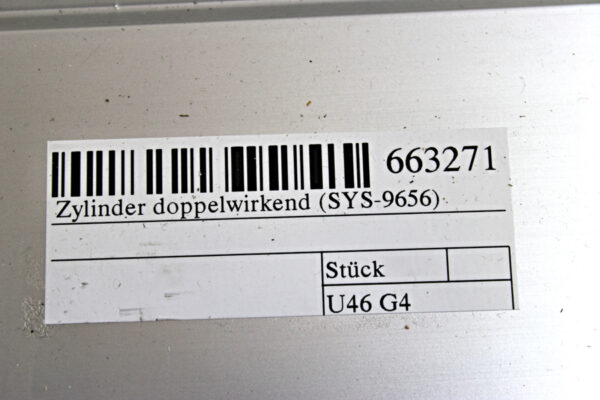 663271
Zylinder doppelwirkend (SYS-9656)
Stück
U46 G4